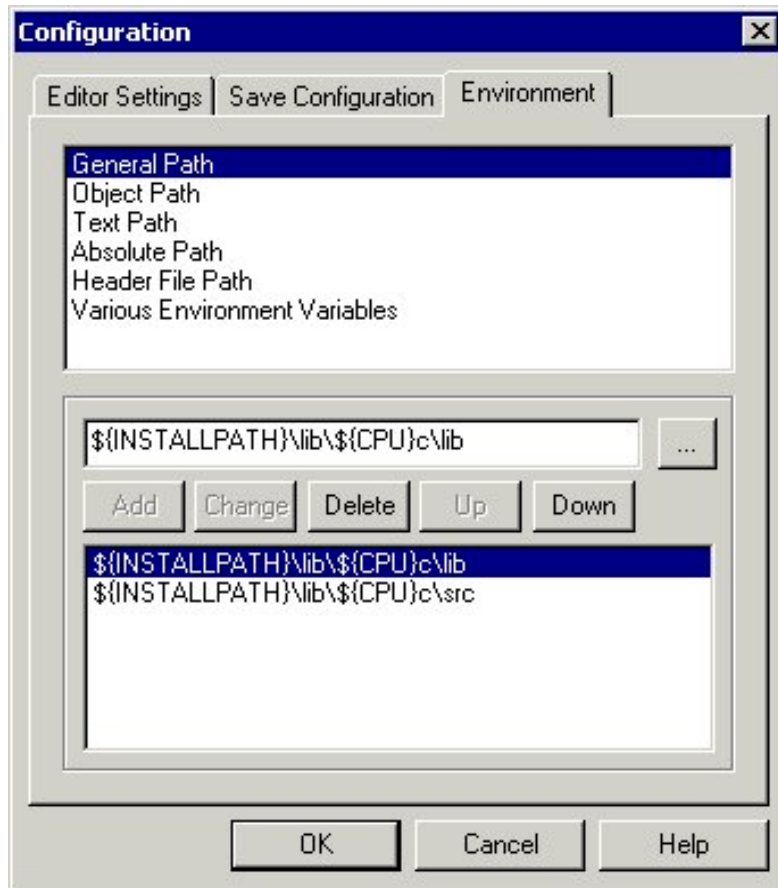 Configuration
Editor Settings Save Configuration Environment
General Path
Object Path
Text Path
Absolute Path
Header File Path
Various Environment Variables
${INSTALLPATH}\lib\${CPU}c\lib ...
Add Change Delete Up Down
${INSTALLPATH}\lib\${CPU}c\lib
${INSTALLPATH}\lib\${CPU}c\src
OK Cancel Help